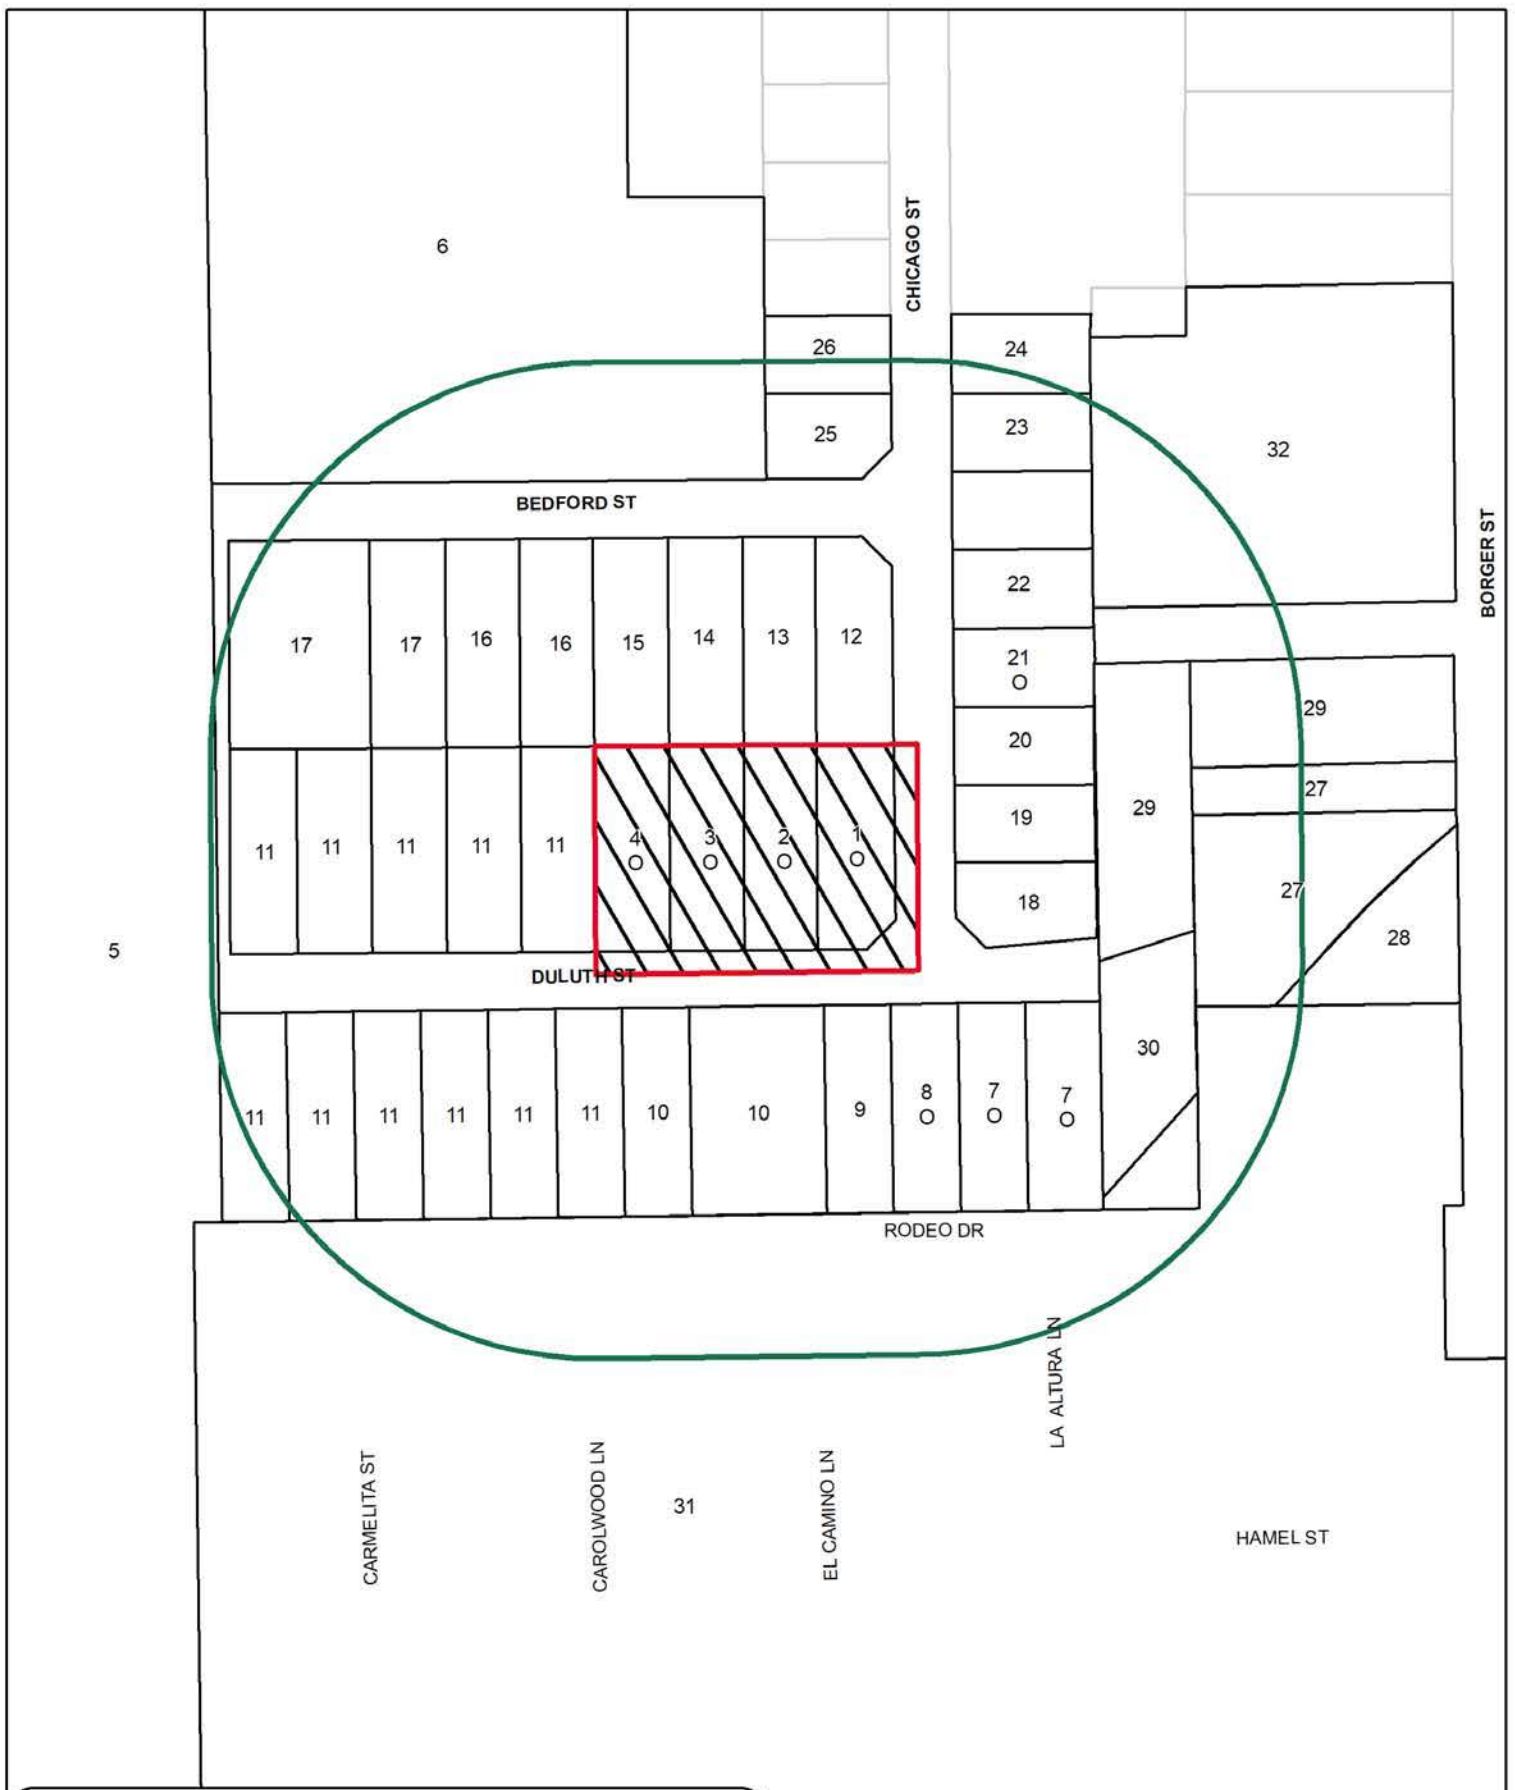 6
CHICAGO ST
26
24
25
23
32
BEDFORD ST
BORGER ST
22
17
17
16
16
15
14
13
12
21
O
29
20
27
11
11
11
11
11
4
O
3
O
2
O
1
O
19
29
27
18
28
5
DULUTH ST
30
11
11
11
11
11
11
10
10
9
8
O
7
O
7
O
RODEO DR
LA ALTURA LN
CARMELITA ST
CAROLWOOD LN
31
EL CAMINO LN
HAMEL ST